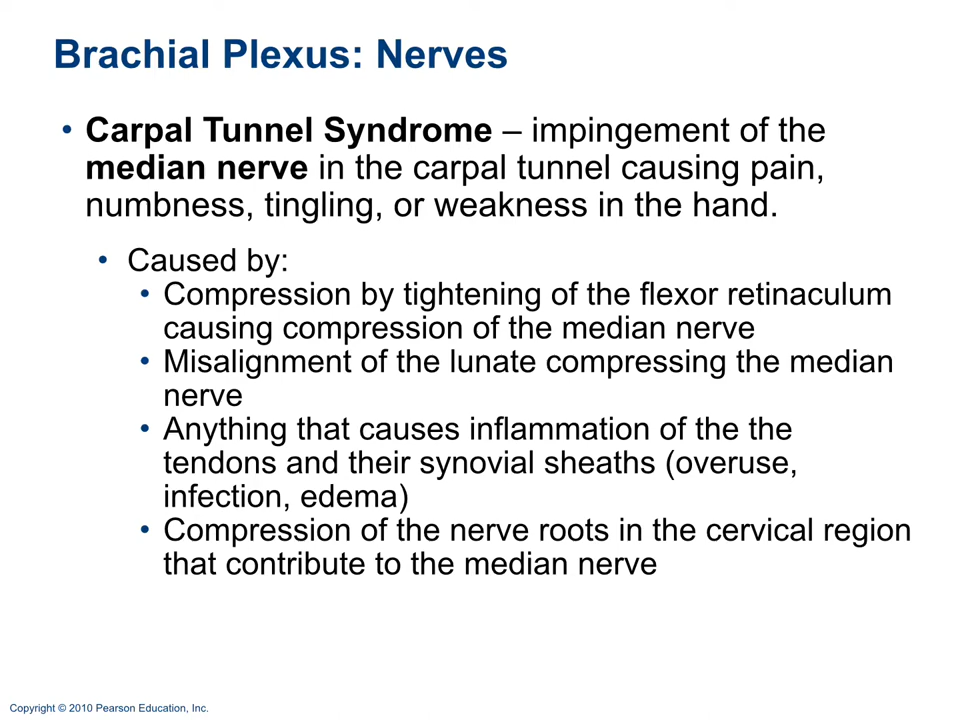 Brachial Plexus: Nerves
• Carpal Tunnel Syndrome – impingement of the
median nerve in the carpal tunnel causing pain,
numbness, tingling, or weakness in the hand.
• Caused by:
• Compression by tightening of the flexor retinaculum
causing compression of the median nerve
• Misalignment of the lunate compressing the median
nerve
• Anything that causes inflammation of the the
tendons and their synovial sheaths (overuse,
infection, edema)
• Compression of the nerve roots in the cervical region
that contribute to the median nerve
Copyright © 2010 Pearson Education, Inc.